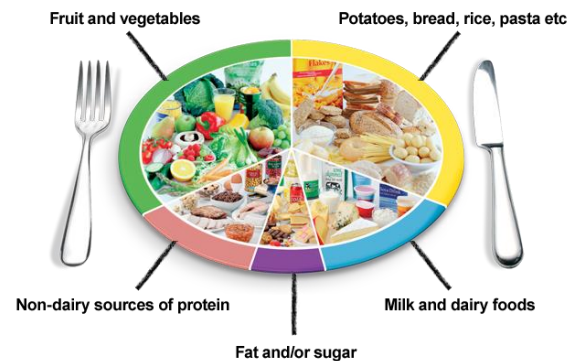 Fruit and vegetables
Potatoes, bread, rice, pasta etc
Non-dairy sources of protein
Milk and dairy foods
Fat and/or sugar